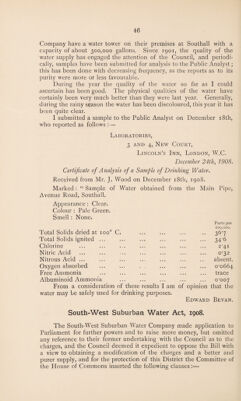 46
Company have a water tower on their premises at Southall with a
capacity of about 300,000 gallons. Since 1901, the quality of the
water supply has engaged the attention of the Council, and periodi-
cally, samples have been submitted for analysis to the Public Analyst;
this has been done with decreasing frequency, as the reports as to its
purity were more or less favourable.
During the year the quality of the water so far as I could
ascertain has been good. The physical qualities of the water have
certainly been very much better than they were last year. Generally,
during the rainy season the water has been discoloured, this year it has
been quite clear.
I submitted a sample to the Public Analyst on December 18th,
who reported as follows :—
Laboratories,
3 and 4, New Court,
Lincoln's Inn, London, W.C.
December 24th, 1908.
Certificate of Analysis of a Sample of Drinking Water.
Received from Mr. J. Wood on December 18th, 1908.
Marked: "Sample of Water obtained from the Main Pipe,
Avenue Road, Southall.
Appearance: Clear.
Colour: Pale Green.
Smell: None.
Parts per
100,000.
Total Solids dried at 100° C. ... ... ... .. 36·7
Total Solids ignited ... ... ... ... ... 34·6
Chlorine ... ... ... ... ... ... 2·41
Nitric Acid ... ... ... ... ... ... 0·32
Nitrous Acid ... ... ... ... ... ... absent.
Oxygen absorbed ... ... ... ... ... 0·0664
Free Ammonia ... ... ... ... ... trace
Albuminoid Ammonia ... ... ... ... 0·007
From a consideration of these results I am of opinion that the
water may be safely used for drinking purposes.
Edward Bevan.
South-West Suburban Water Act, 1908.
The South-West Suburban Water Company made application to
Parliament for further powers and to raise more money, but omitted
any reference to their former undertaking with the Council as to the
charges, and the Council deemed it expedient to oppose the Bill with
a view to obtaining a modification of the charges and a better and
purer supply, and for the protection of this District the Committee of
the House of Commons inserted the following clauses:—